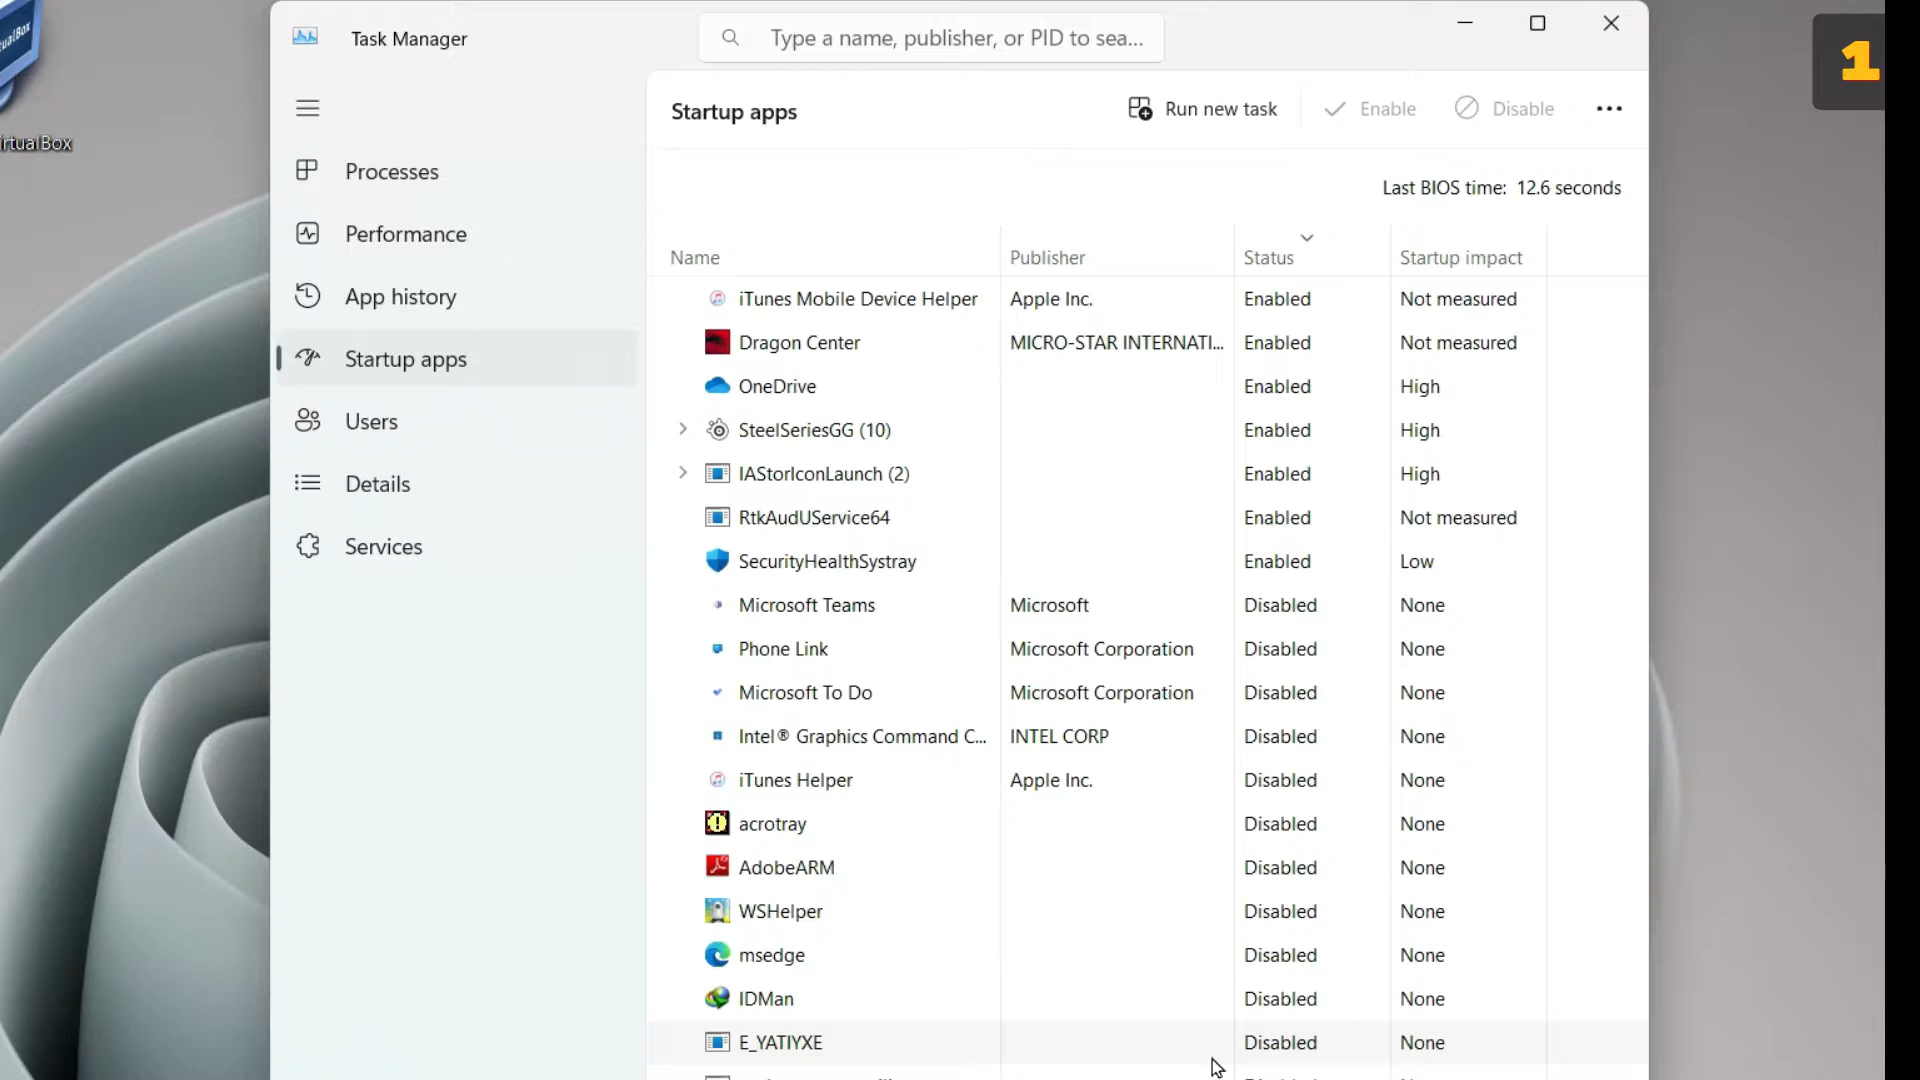 Task Manager
Type a name, publisher, or PID to sea...
1
Startup apps
Run new task
Enable
Disable
Processes
Performance
App history
Startup apps
Users
Details
Services
Last BIOS time: 12.6 seconds
Name Publisher Status Startup impact
iTunes Mobile Device Helper Apple Inc. Enabled Not measured
Dragon Center MICRO-STAR INTERNATI... Enabled Not measured
OneDrive Enabled High
SteelSeriesGG (10) Enabled High
IAStorIconLaunch (2) Enabled High
RtkAudUService64 Enabled Not measured
SecurityHealthSystray Enabled Low
Microsoft Teams Microsoft Disabled None
Phone Link Microsoft Corporation Disabled None
Microsoft To Do Microsoft Corporation Disabled None
Intel® Graphics Command C... INTEL CORP Disabled None
iTunes Helper Apple Inc. Disabled None
acrotray Disabled None
AdobeARM Disabled None
WSHelper Disabled None
msedge Disabled None
IDMan Disabled None
E_YATIYXE Disabled None
irtualBox
ualBox